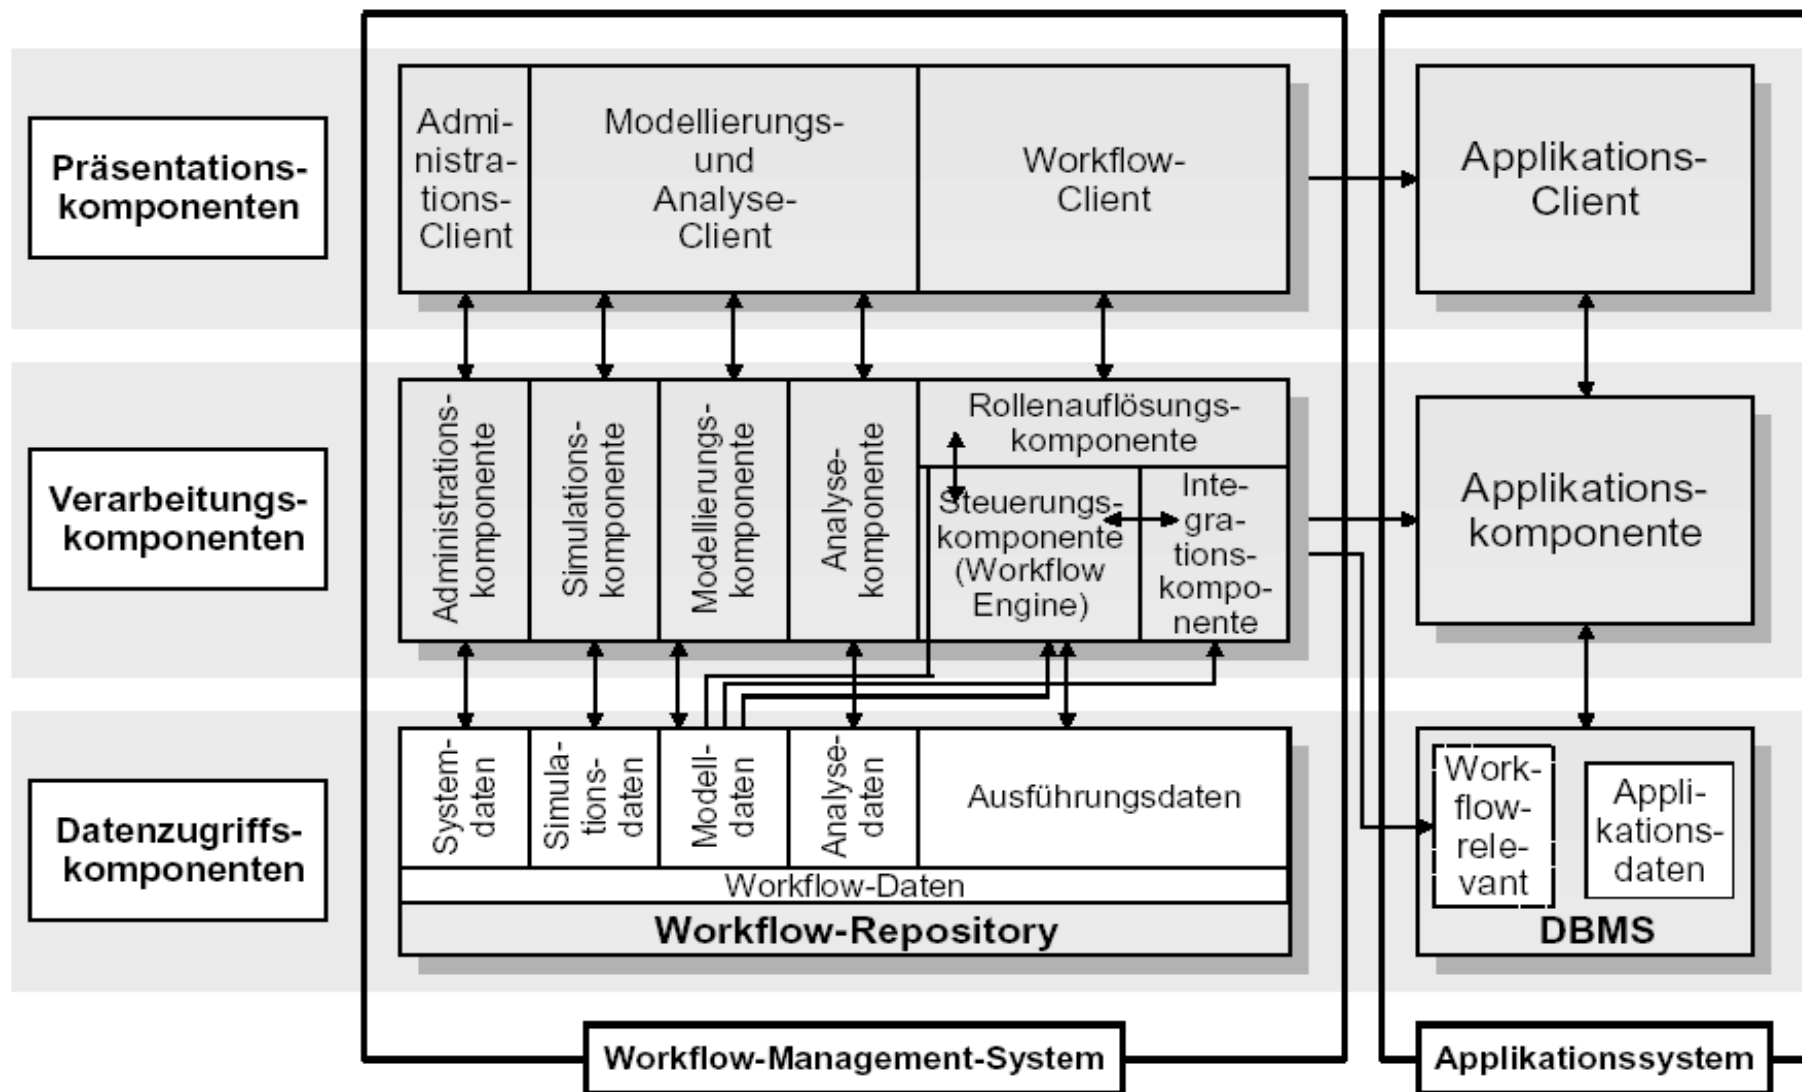 Präsentations-
komponenten
Admi-
nistra-
tions-
Client
Modellierungs-
und
Analyse-
Client
Workflow-
Client
Applikations-
Client
Verarbeitungs-
komponenten
Administrations-
komponente
Simulations-
komponente
Modellierungs-
komponente
Analyse-
komponente
Rollenauflösungs-
komponente
Steuerungs-
komponente
(Workflow
Engine)
Inte-
gra-
tions-
kompo-
nente
Applikations-
komponente
Datenzugriffs-
komponenten
System-
daten
Simula-
tions-
daten
Modell-
daten
Analyse-
daten
Ausführungsdaten
Workflow-Daten
Workflow-Repository
Work-
flow-
rele-
vant
Appli-
kations-
daten
DBMS
Workflow-Management-System
Applikationssystem